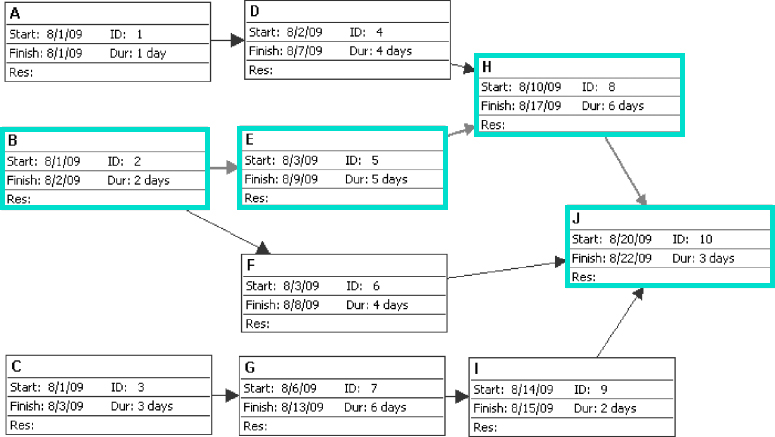 A
Start: 8/1/09 ID: 1
Finish: 8/1/09 Dur: 1 day
Res:
D
Start: 8/2/09 ID: 4
Finish: 8/7/09 Dur: 4 days
Res:
H
Start: 8/10/09 ID: 8
Finish: 8/17/09 Dur: 6 days
Res:
B
Start: 8/1/09 ID: 2
Finish: 8/2/09 Dur: 2 days
Res:
E
Start: 8/3/09 ID: 5
Finish: 8/9/09 Dur: 5 days
Res:
J
Start: 8/20/09 ID: 10
Finish: 8/22/09 Dur: 3 days
Res:
F
Start: 8/3/09 ID: 6
Finish: 8/8/09 Dur: 4 days
Res:
C
Start: 8/1/09 ID: 3
Finish: 8/3/09 Dur: 3 days
Res:
G
Start: 8/6/09 ID: 7
Finish: 8/13/09 Dur: 6 days
Res:
I
Start: 8/14/09 ID: 9
Finish: 8/15/09 Dur: 2 days
Res: